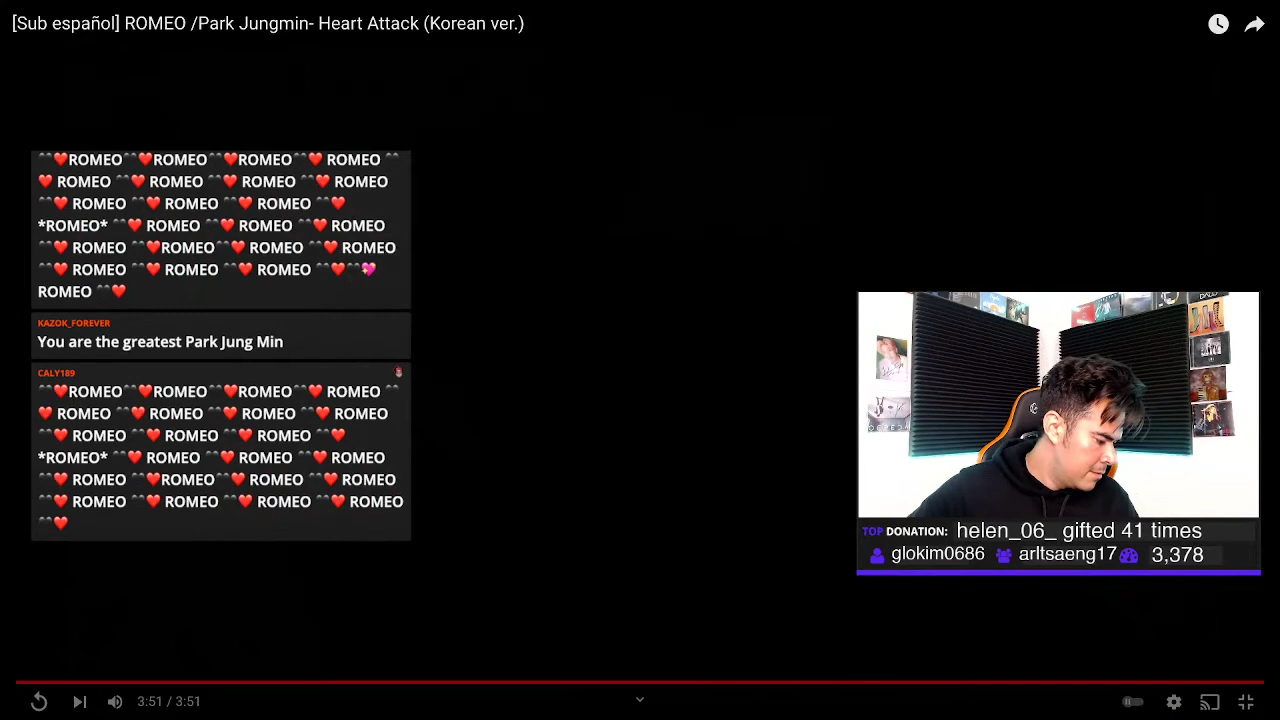 [Sub español] ROMEO /Park Jungmin- Heart Attack (Korean ver.)
🖤❤️ROMEO🖤❤️ROMEO🖤❤️ROMEO🖤❤️ ROMEO 🖤
❤️ ROMEO 🖤❤️ ROMEO 🖤❤️ ROMEO 🖤❤️ ROMEO
🖤❤️ ROMEO 🖤❤️ ROMEO 🖤❤️ ROMEO 🖤❤️
*ROMEO* 🖤❤️ ROMEO 🖤❤️ ROMEO 🖤❤️ ROMEO
🖤❤️ ROMEO 🖤❤️ROMEO🖤❤️ ROMEO 🖤❤️ ROMEO
🖤❤️ ROMEO 🖤❤️ ROMEO 🖤❤️ ROMEO 🖤❤️🖤💖
ROMEO 🖤❤️
KAZOK_FOREVER
You are the greatest Park Jung Min
CALY189
🖤❤️ROMEO🖤❤️ROMEO🖤❤️ROMEO🖤❤️ ROMEO 🖤
❤️ ROMEO 🖤❤️ ROMEO 🖤❤️ ROMEO 🖤❤️ ROMEO
🖤❤️ ROMEO 🖤❤️ ROMEO 🖤❤️ ROMEO 🖤❤️
*ROMEO* 🖤❤️ ROMEO 🖤❤️ ROMEO 🖤❤️ ROMEO
🖤❤️ ROMEO 🖤❤️ROMEO🖤❤️ ROMEO 🖤❤️ ROMEO
🖤❤️ ROMEO 🖤❤️ ROMEO 🖤❤️ ROMEO 🖤❤️ ROMEO
🖤❤️
TOP DONATION: helen_06_ gifted 41 times
glokim0686 arltsaeng17 3,378
3:51 / 3:51